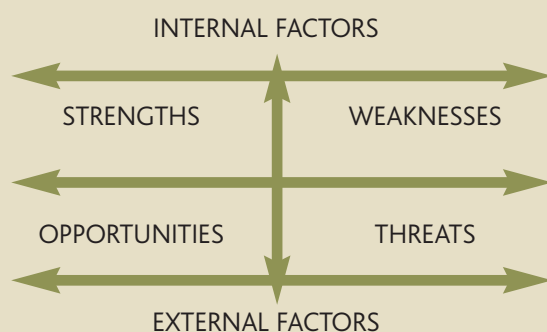 INTERNAL FACTORS
STRENGTHS WEAKNESSES
OPPORTUNITIES THREATS
EXTERNAL FACTORS